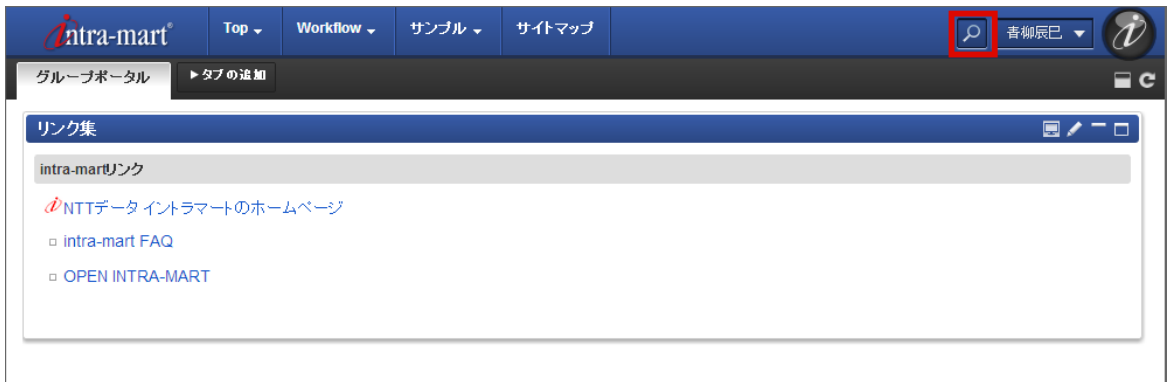 intra-mart® Top Workflow サンプル サイトマップ 青柳辰巳
グループポータル ▶タブの追加
リンク集
intra-martリンク
NTTデータ イントラマートのホームページ
intra-mart FAQ
OPEN INTRA-MART